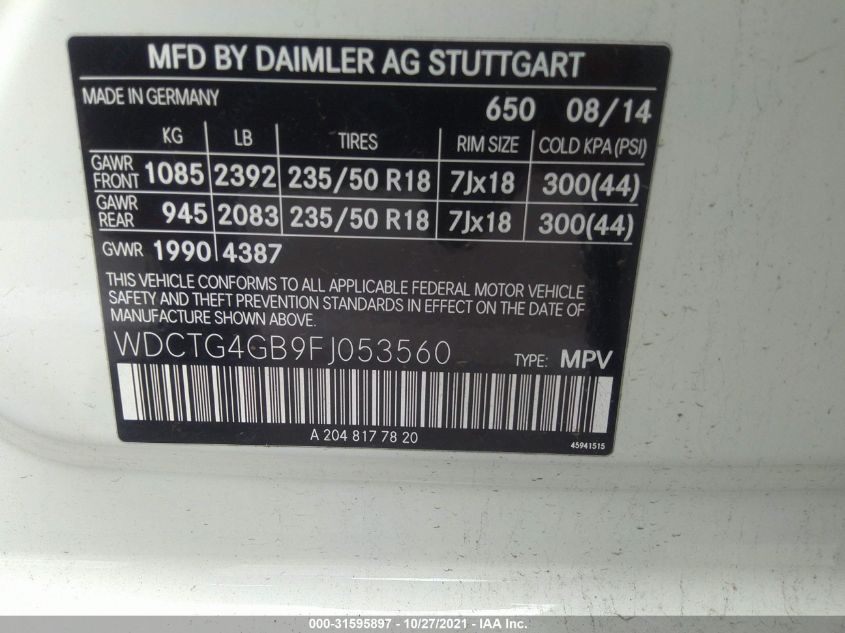 MFD BY DAIMLER AG STUTTGART
MADE IN GERMANY 650 08/14
KG LB TIRES RIM SIZE COLD KPA (PSI)
GAWR FRONT 1085 2392 235/50 R18 7Jx18 300(44)
GAWR REAR 945 2083 235/50 R18 7Jx18 300(44)
GVWR 1990 4387
THIS VEHICLE CONFORMS TO ALL APPLICABLE FEDERAL MOTOR VEHICLE
SAFETY AND THEFT PREVENTION STANDARDS IN EFFECT ON THE DATE OF
MANUFACTURE SHOWN ABOVE.
WDCTG4GB9FJ053560 TYPE: MPV
A 204 817 78 20 45941515
000-31595897 - 10/27/2021 - IAA Inc.